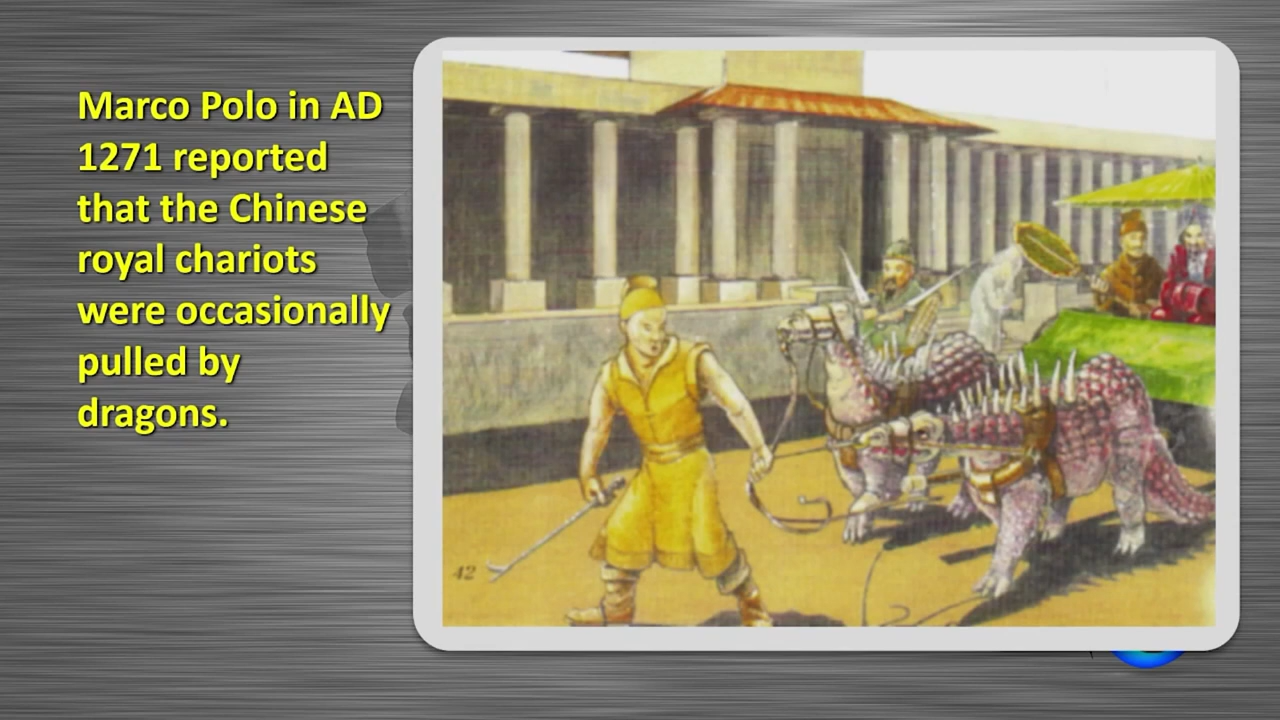 Marco Polo in AD
1271 reported
that the Chinese
royal chariots
were occasionally
pulled by
dragons.
42